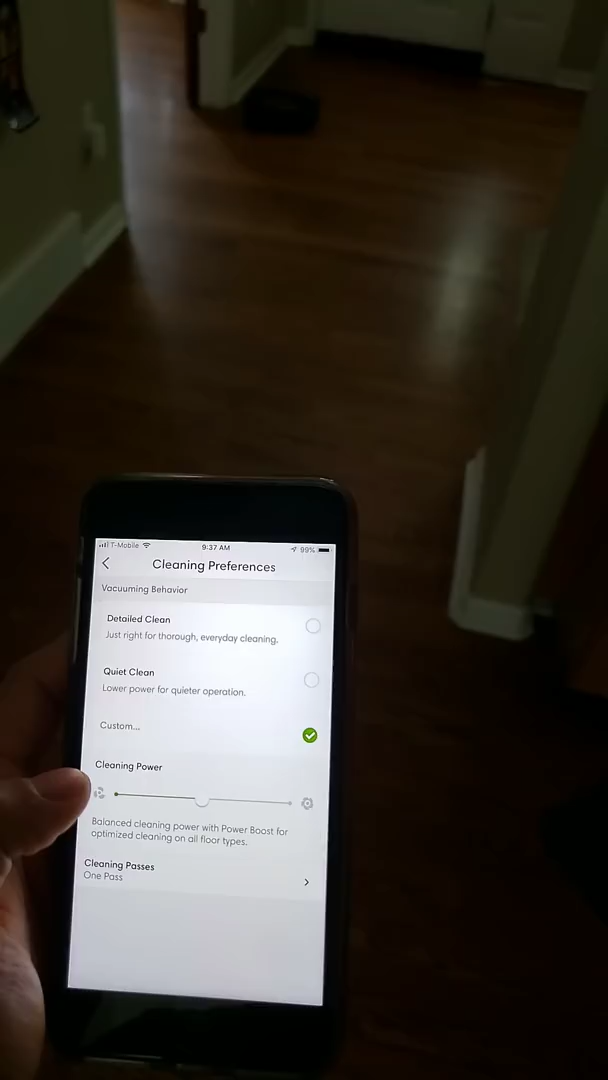 T-Mobile 9:37 AM 99%
Cleaning Preferences
Vacuuming Behavior
Detailed Clean
Just right for thorough, everyday cleaning.
Quiet Clean
Lower power for quieter operation.
Custom...
Cleaning Power
Balanced cleaning power with Power Boost for
optimized cleaning on all floor types.
Cleaning Passes
One Pass